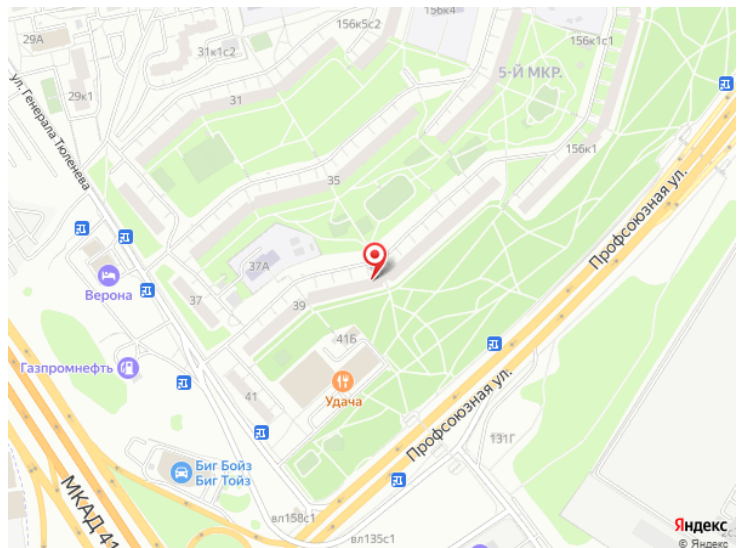 156к5с2
156к4
156к1с1
29А
31к1с2
5-Й МКР.
29к1
31
ул. Генерала Тюленева
156к1
35
Профсоюзная ул.
37А
Верона
37
39
41Б
Газпромнефть
41
Удача
Профсоюзная ул.
131Г
Биг Бойз
Биг Тойз
МКАД 41
вл158с1
вл135с1
Яндекс
© Яндекс